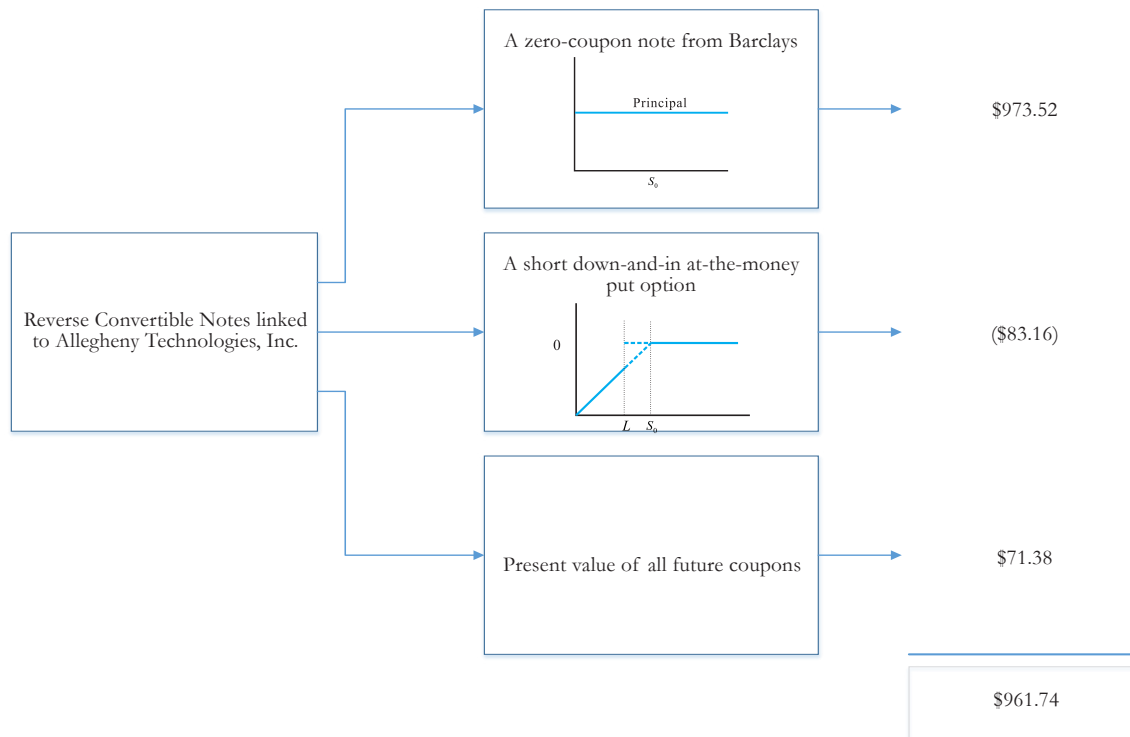 A zero-coupon note from Barclays
Principal
S₀
$973.52
Reverse Convertible Notes linked
to Allegheny Technologies, Inc.
A short down-and-in at-the-money
put option
0
L S₀
($83.16)
Present value of all future coupons
$71.38
$961.74